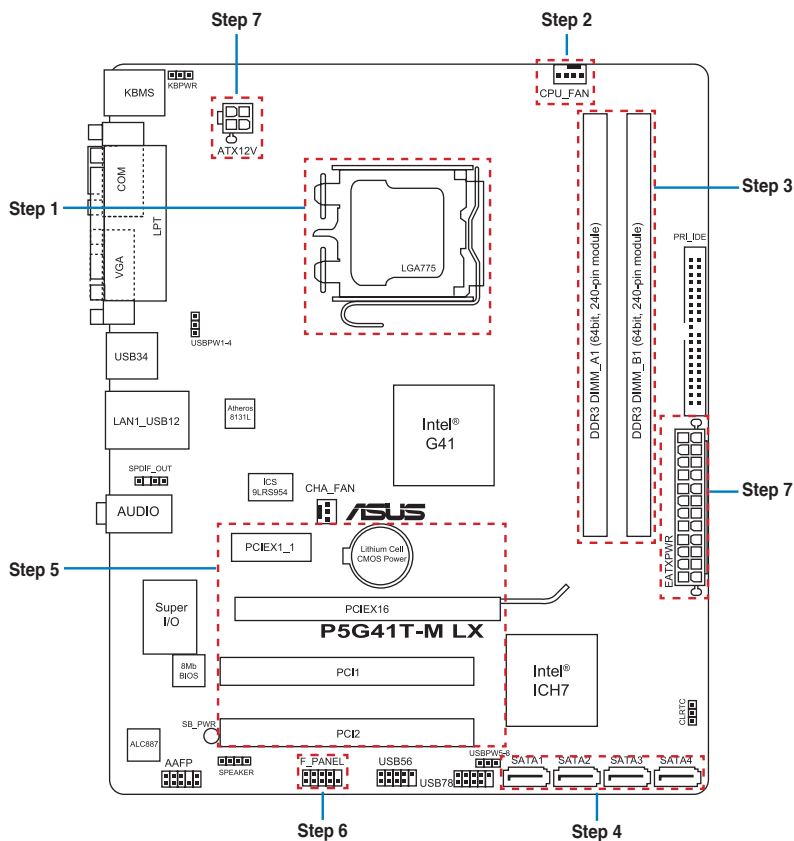 Step 7
Step 2
KBMS
KBPWR
CPU_FAN
ATX12V
COM
LPT
VGA
Step 1
LGA775
DDR3 DIMM_A1 (64bit, 240-pin module)
DDR3 DIMM_B1 (64bit, 240-pin module)
Step 3
PRI_IDE
USBPW1-4
USB34
LAN1_USB12
Atheros
8131L
Intel®
G41
SPDIF_OUT
ICS
9LRS954
CHA_FAN
ASUS
AUDIO
EATXPWR
Step 7
Step 5
PCIEX1_1
Lithium Cell
CMOS Power
Super
I/O
PCIEX16
P5G41T-M LX
8Mb
BIOS
PCI1
Intel®
ICH7
CLRTC
SB_PWR
PCI2
ALC887
AAFP
SPEAKER
F_PANEL
USB56
USBPW5-8
USB78
SATA1
SATA2
SATA3
SATA4
Step 6
Step 4